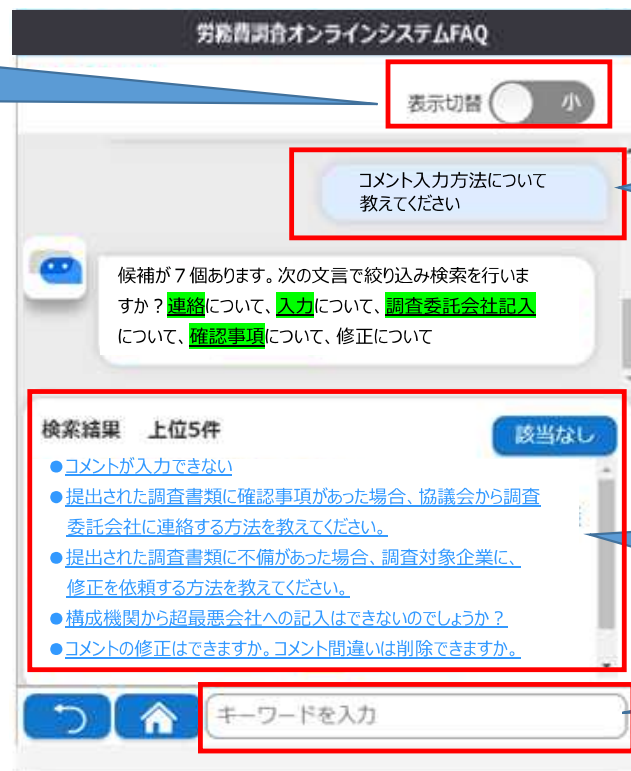 労務費調査オンラインシステムFAQ
表示切替 小
コメント入力方法について
教えてください
候補が７個あります。次の文言で絞り込み検索を行いま
すか？連絡について、入力について、調査委託会社記入
について、確認事項について、修正について
検索結果　上位5件
該当なし
●コメントが入力できない
●提出された調査書類に確認事項があった場合、協議会から調査
委託会社に連絡する方法を教えてください。
●提出された調査書類に不備があった場合、調査対象企業に、
修正を依頼する方法を教えてください。
●構成機関から超最悪会社への記入はできないのでしょうか？
●コメントの修正はできますか。コメント間違いは削除できますか。
キーワードを入力